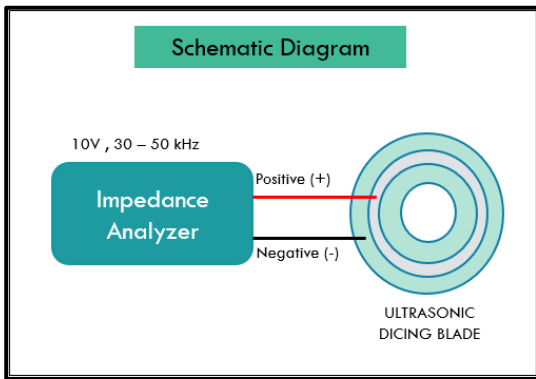 Schematic Diagram
10V , 30 – 50 kHz
Impedance
Analyzer
Positive (+)
Negative (-)
ULTRASONIC
DICING BLADE